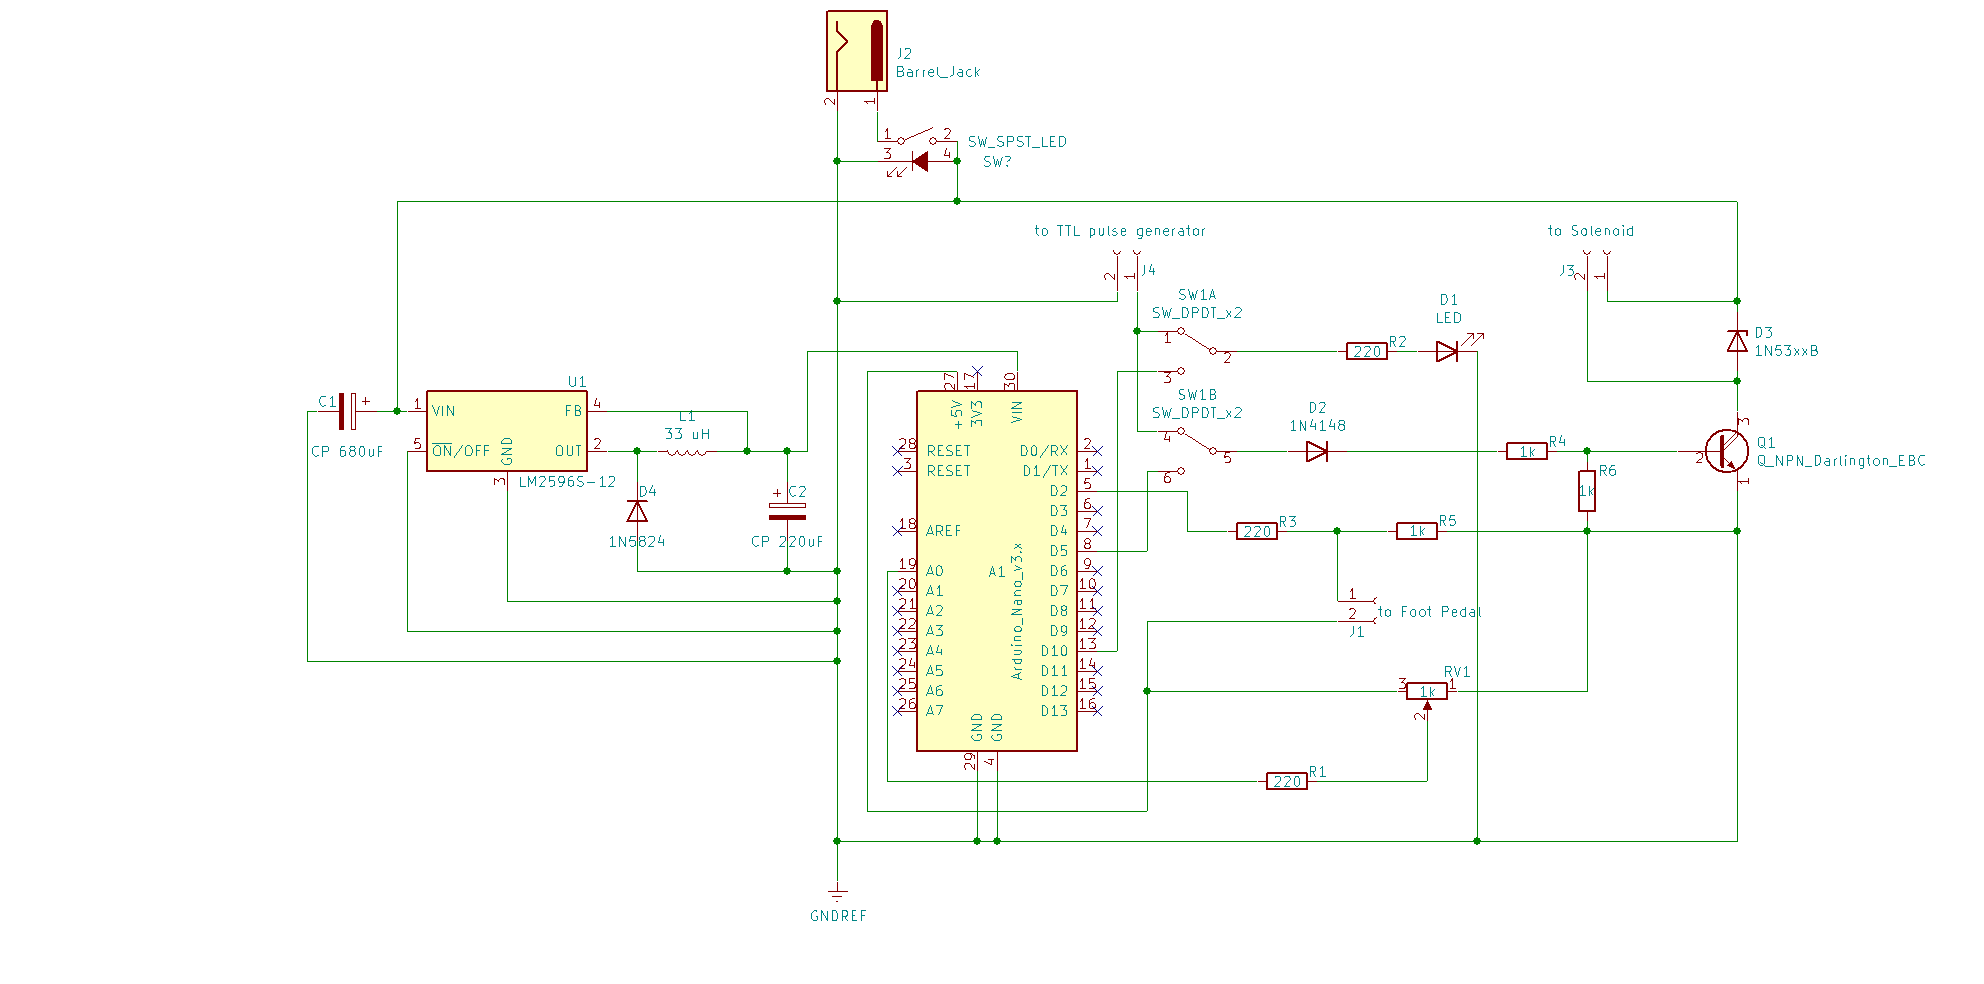 J2
Barrel_Jack
2
1
1
2
SW_SPST_LED
3
4
SW?
to TTL pulse generator
to Solenoid
2
1
J4
J3
2
1
SW1A
SW_DPDT_x2
1
2
3
R2
220
D1
LED
D3
1N53xxB
U1
C1
+
CP 680uF
1
VIN
FB
4
5
ON/OFF
GND
OUT
2
3
LM2596S-12
L1
33 uH
D4
1N5824
+
C2
CP 220uF
SW1B
SW_DPDT_x2
4
5
6
D2
1N4148
R4
1k
R6
1k
2
3
1
Q1
Q_NPN_Darlington_EBC
27
17
30
+5V
3V3
VIN
28
RESET
D0/RX
2
3
RESET
D1/TX
1
D2
5
D3
6
18
AREF
D4
7
D5
8
19
A0
A1
Arduino_Nano_v3.x
D6
9
20
A1
D7
10
21
A2
D8
11
22
A3
D9
12
23
A4
D10
13
24
A5
D11
14
25
A6
D12
15
26
A7
D13
16
GND
GND
29
4
R3
220
R5
1k
1
2
to Foot Pedal
J1
RV1
3
1k
1
2
R1
220
GNDREF